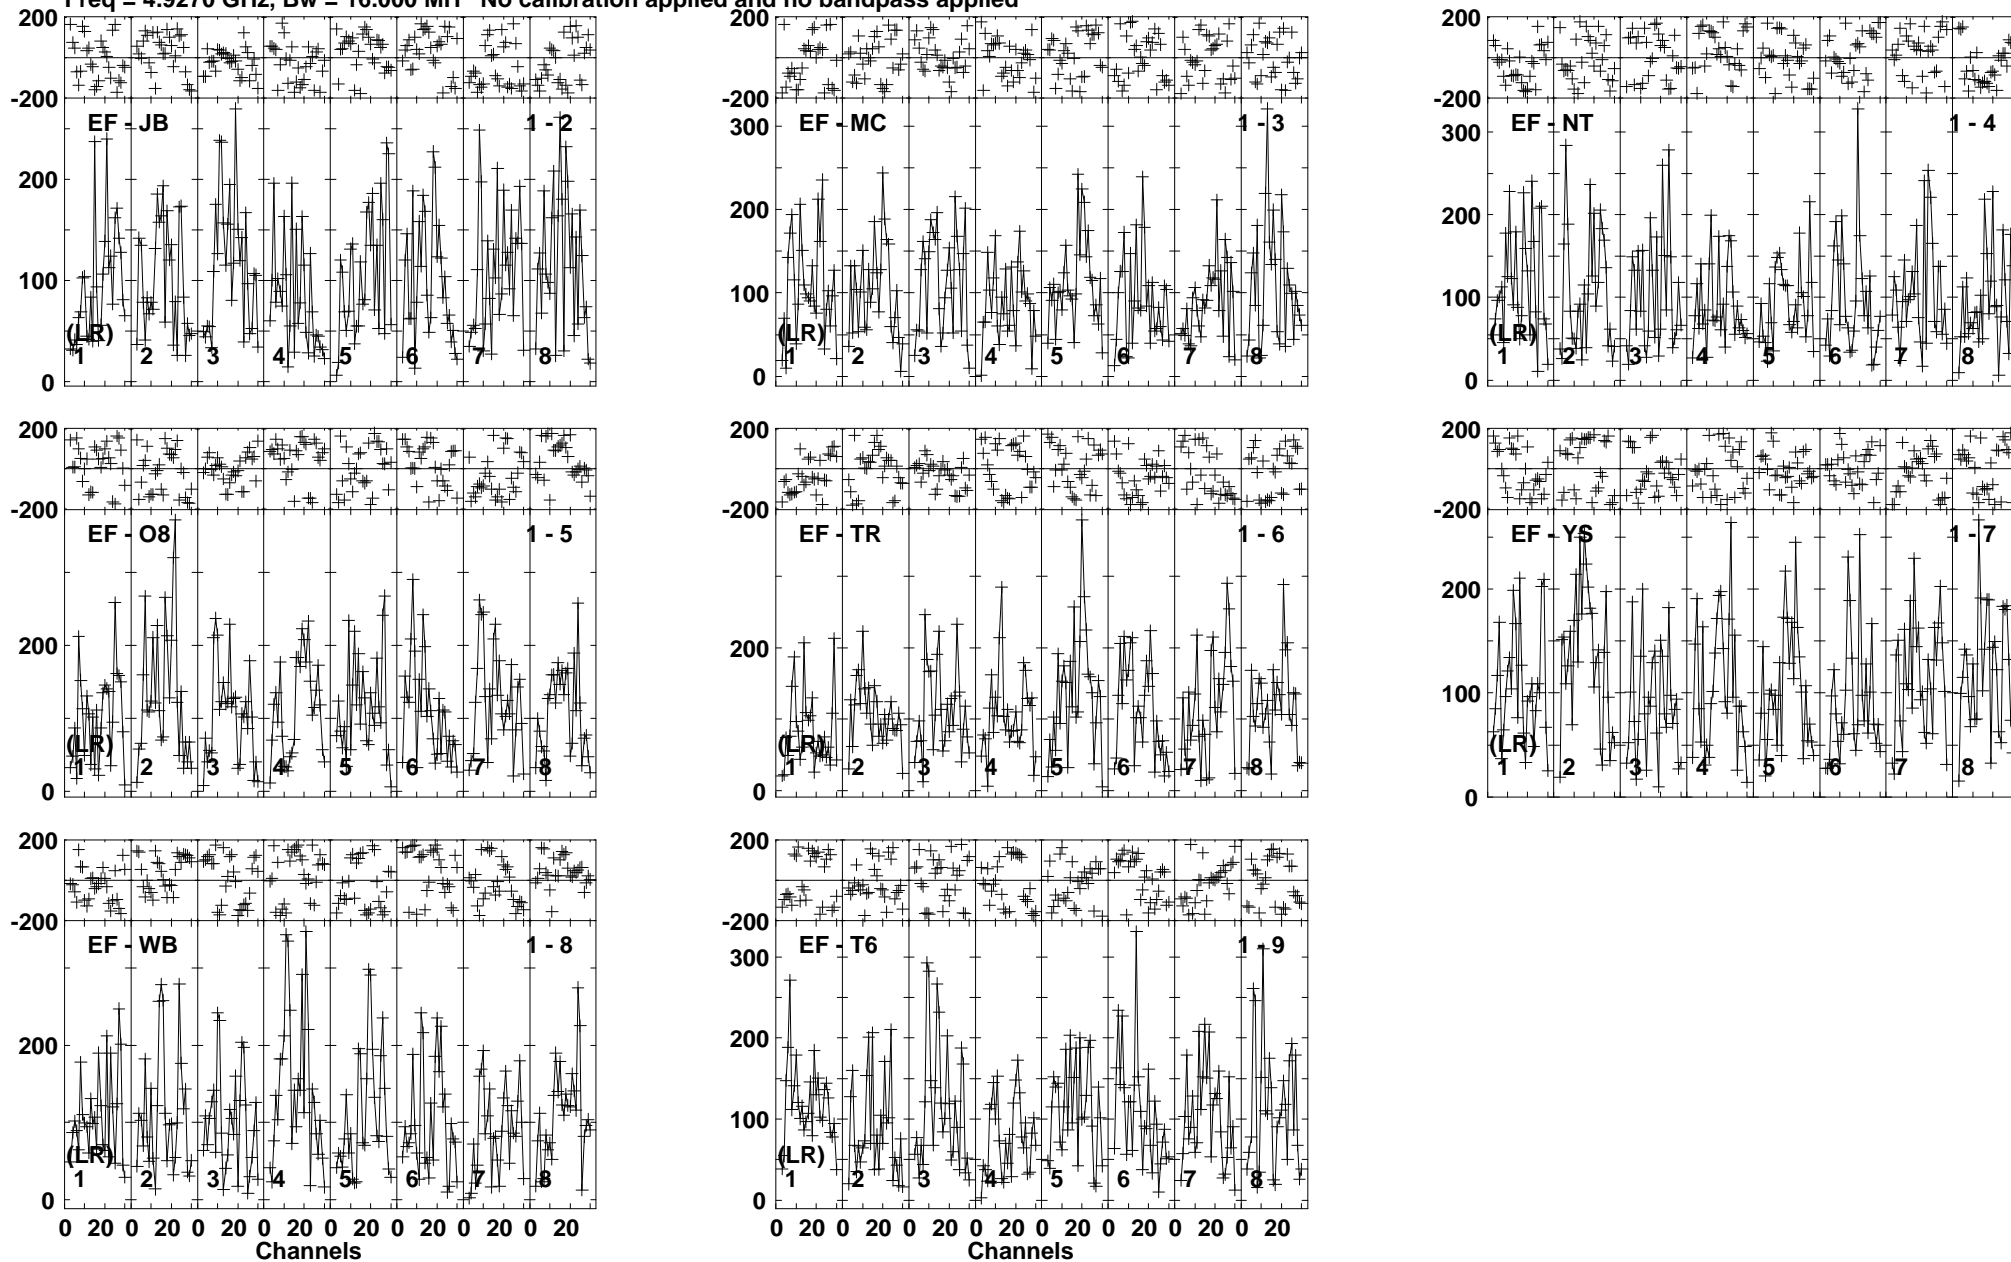 Freq = 4.9270 GHz, Bw = 16.000 MH No calibration applied and no bandpass applied
200 200 200
-200 -200 -200
EF - JB 1 - 2 EF - MC 1 - 3 EF - NT 1 - 4
300 300
200 200 200
100 100 100
(LR) (LR) (LR)
1 2 3 4 5 6 7 8 1 2 3 4 5 6 7 8 1 2 3 4 5 6 7 8
0 0 0
200 200 200
-200 -200 -200
EF - O8 1 - 5 EF - TR 1 - 6 EF - YS 1 - 7
200 200 200
100
(LR) (LR) (LR)
1 2 3 4 5 6 7 8 1 2 3 4 5 6 7 8 1 2 3 4 5 6 7 8
0 0 0
200 200
-200 -200
EF - WB 1 - 8 EF - T6 1 - 9
300
200 200
100
(LR) (LR)
1 2 3 4 5 6 7 8 1 2 3 4 5 6 7 8
0 0
0 20 0 20 0 20 0 20 0 20 0 20 0 20 0 20 0 20 0 20 0 20 0 20 0 20 0 20 0 20 0 20
Channels Channels